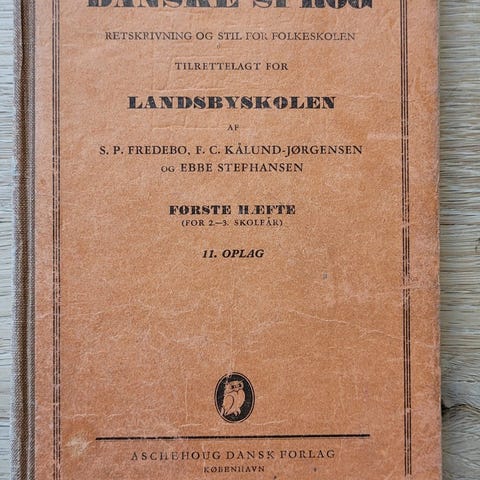 DANSKE SPROG
RETSKRIVNING OG STIL FOR FOLKESKOLEN
TILRETTELAGT FOR
LANDSBYSKOLEN
AF
S. P. FREDEBO, F. C. KÅLUND-JØRGENSEN
OG EBBE STEFHANSEN
FØRSTE HÆFTE
(FOR 2.—3. SKOLEÅR)
11. OPLAG
ASCHEHOUG DANSK FORLAG
KØBENHAVN